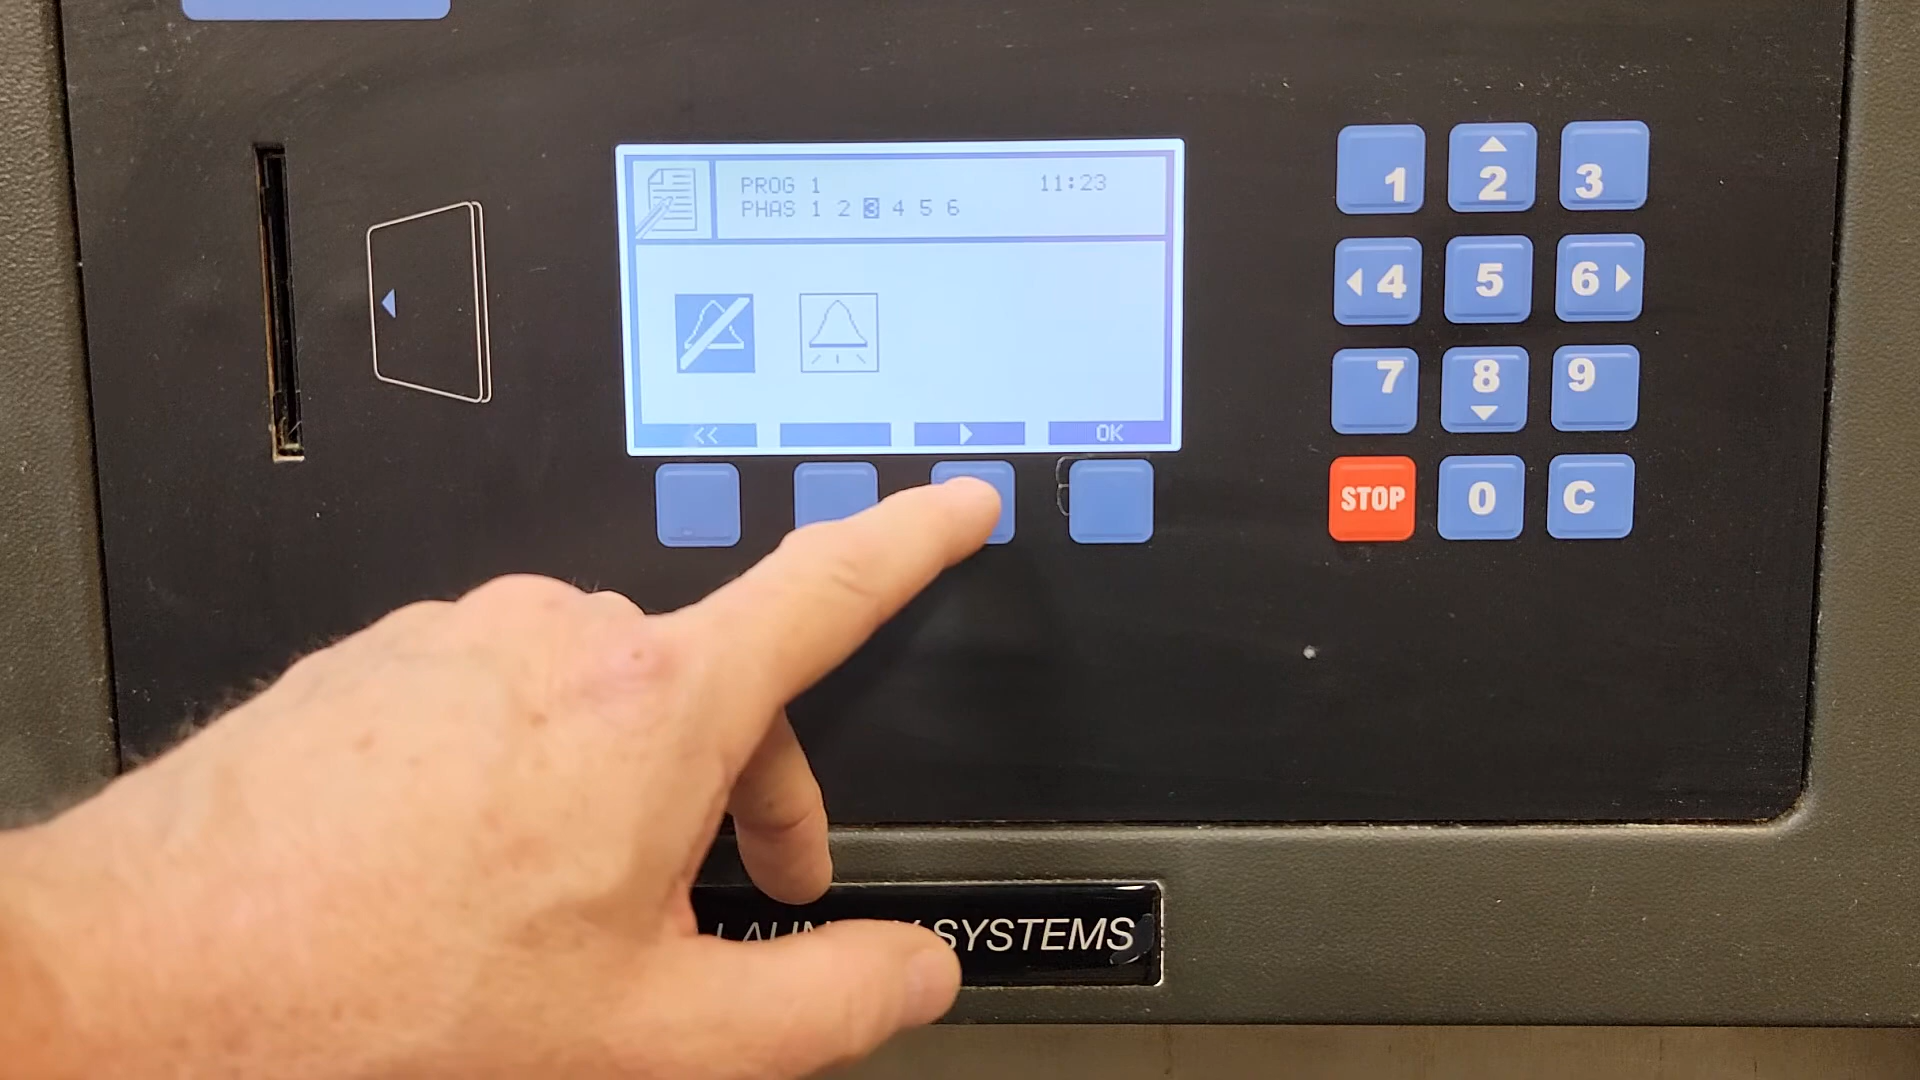 PROG 1 11:23
PHAS 1 2 3 4 5 6
<< OK
1 2 3
4 5 6
7 8 9
STOP 0 C
SYSTEMS